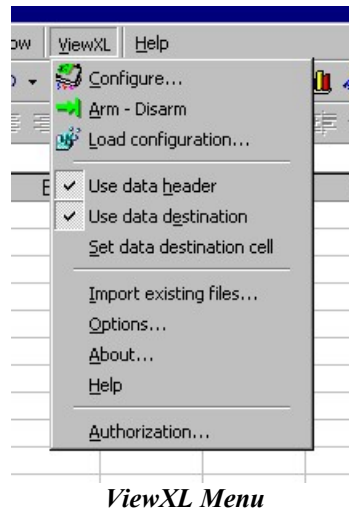 ow ViewXL Help
Configure...
Arm - Disarm
Load configuration...
E
Use data header
Use data destination
Set data destination cell
Import existing files...
Options...
About...
Help
Authorization...
ViewXL Menu